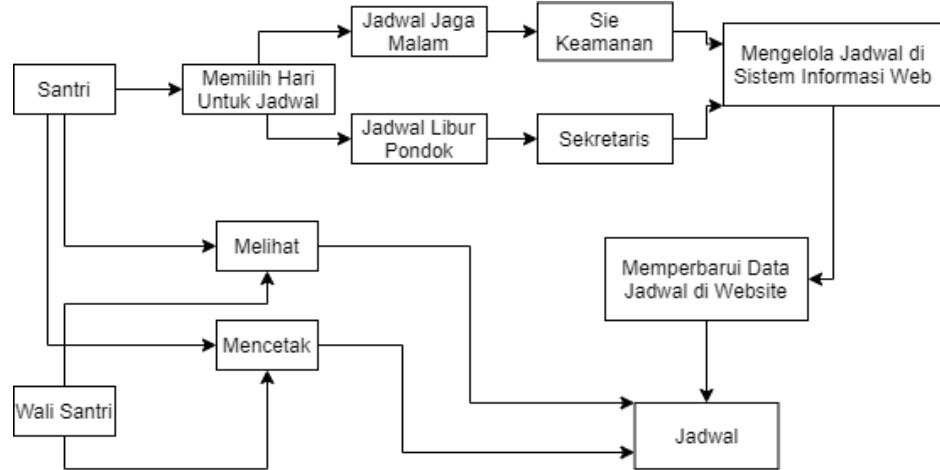 Santri
Memilih Hari
Untuk Jadwal
Jadwal Jaga
Malam
Sie
Keamanan
Mengelola Jadwal di
Sistem Informasi Web
Jadwal Libur
Pondok
Sekretaris
Melihat
Memperbarui Data
Jadwal di Website
Mencetak
Wali Santri
Jadwal